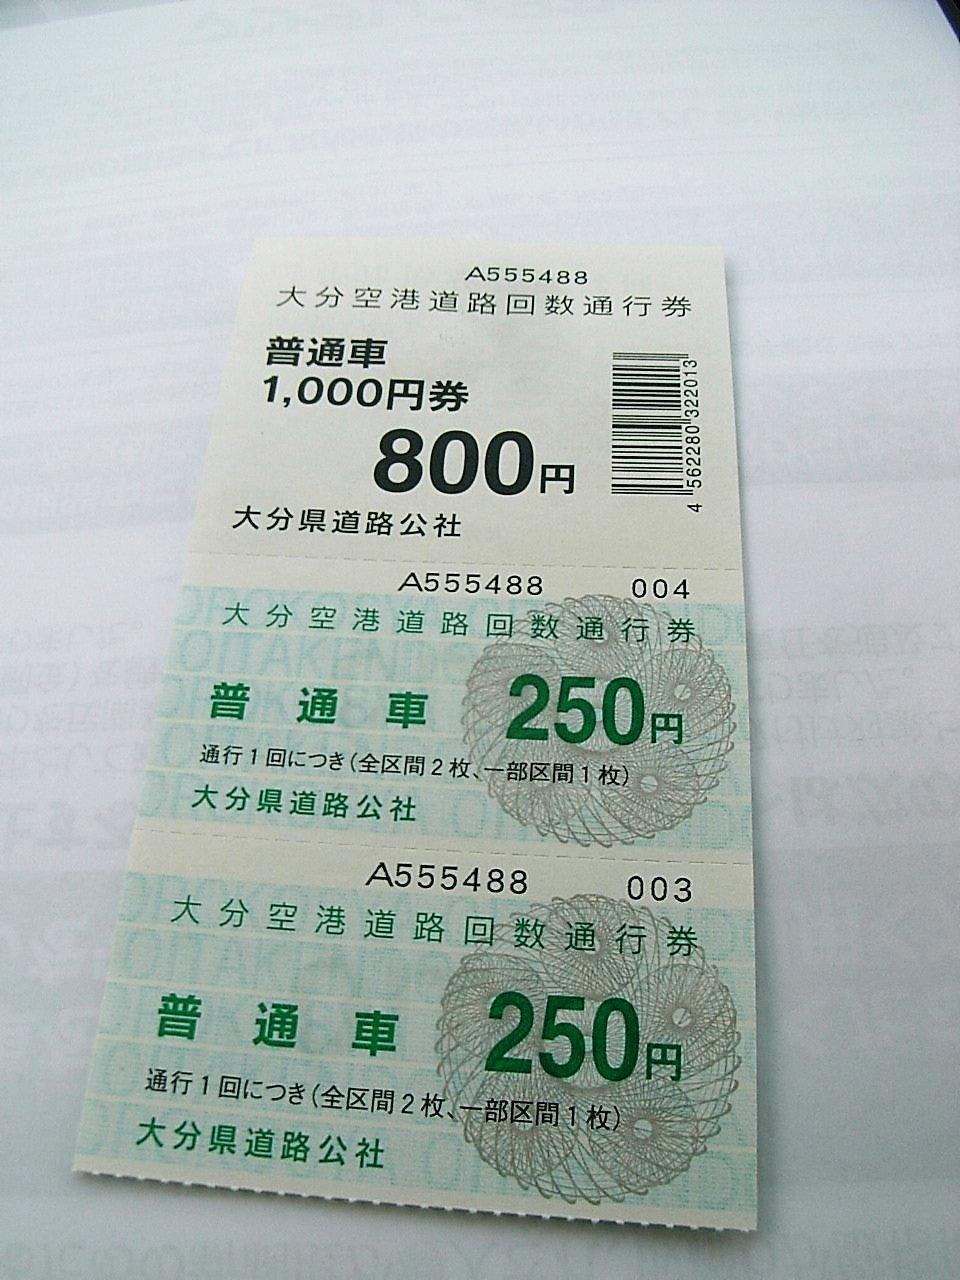 A555488
大分空港道路回数通行券
普通車
1,000円券
800円
大分県道路公社
4 562280 322013
A555488 004
大分空港道路回数通行券
普通車 250円
通行1回につき(全区間2枚、一部区間1枚)
大分県道路公社
A555488 003
大分空港道路回数通行券
普通車 250円
通行1回につき(全区間2枚、一部区間1枚)
大分県道路公社